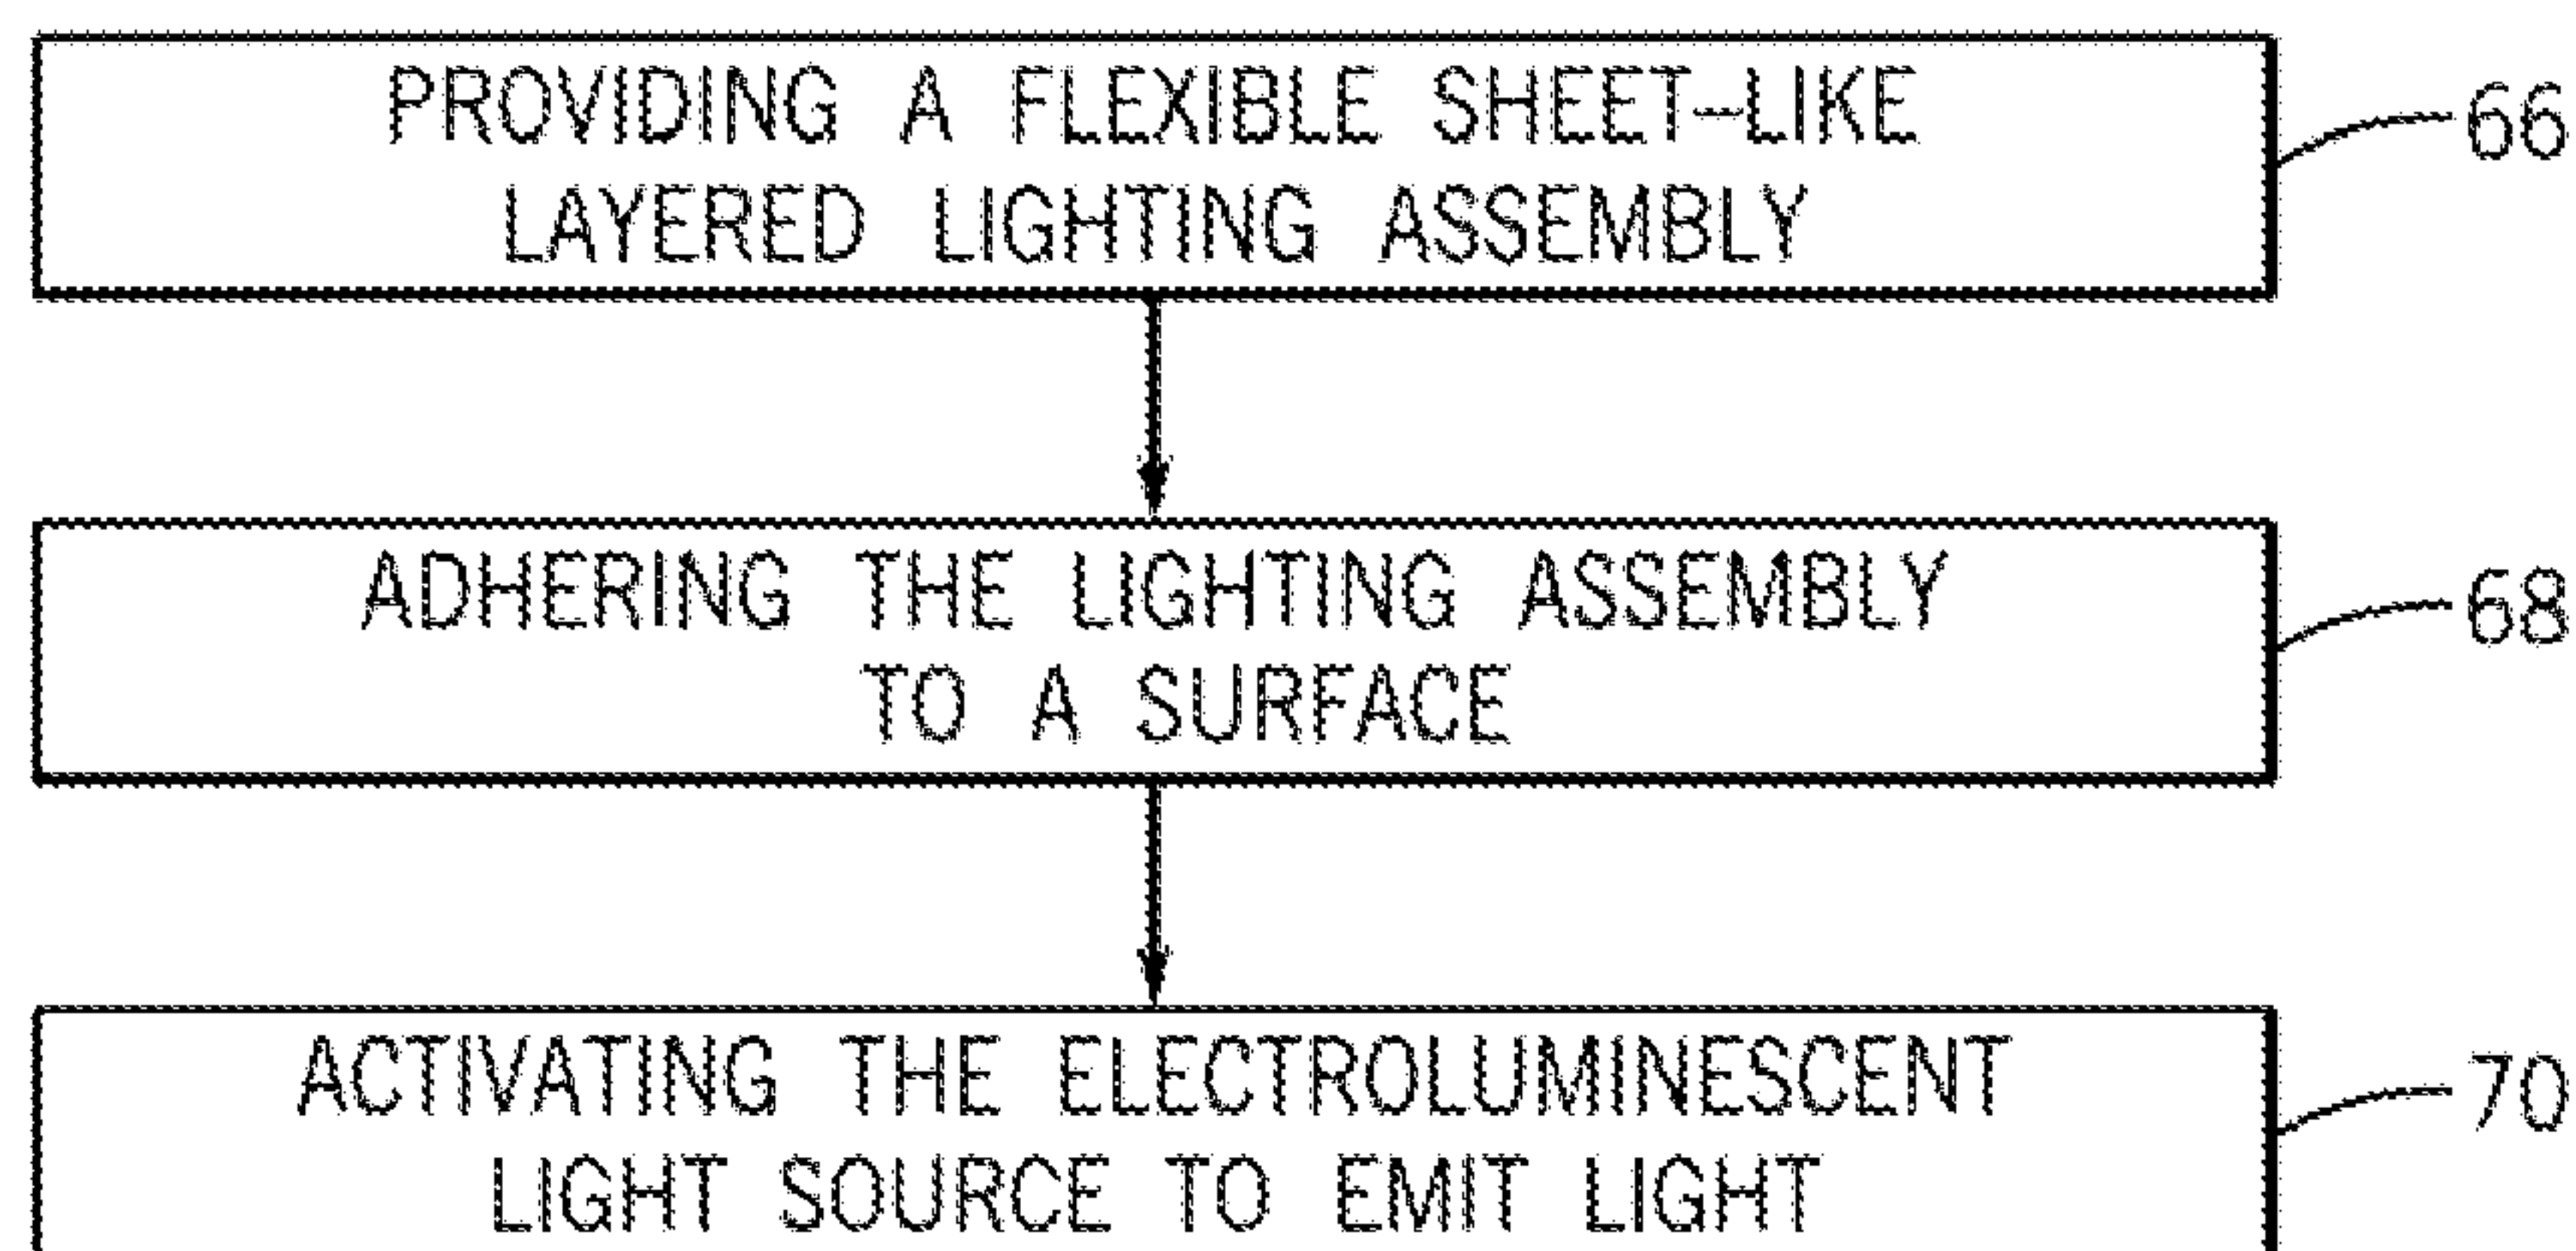 PROVIDING A FLEXIBLE SHEET-LIKE
LAYERED LIGHTING ASSEMBLY
66
ADHERING THE LIGHTING ASSEMBLY
TO A SURFACE
68
ACTIVATING THE ELECTROLUMINESCENT
LIGHT SOURCE TO EMIT LIGHT
70